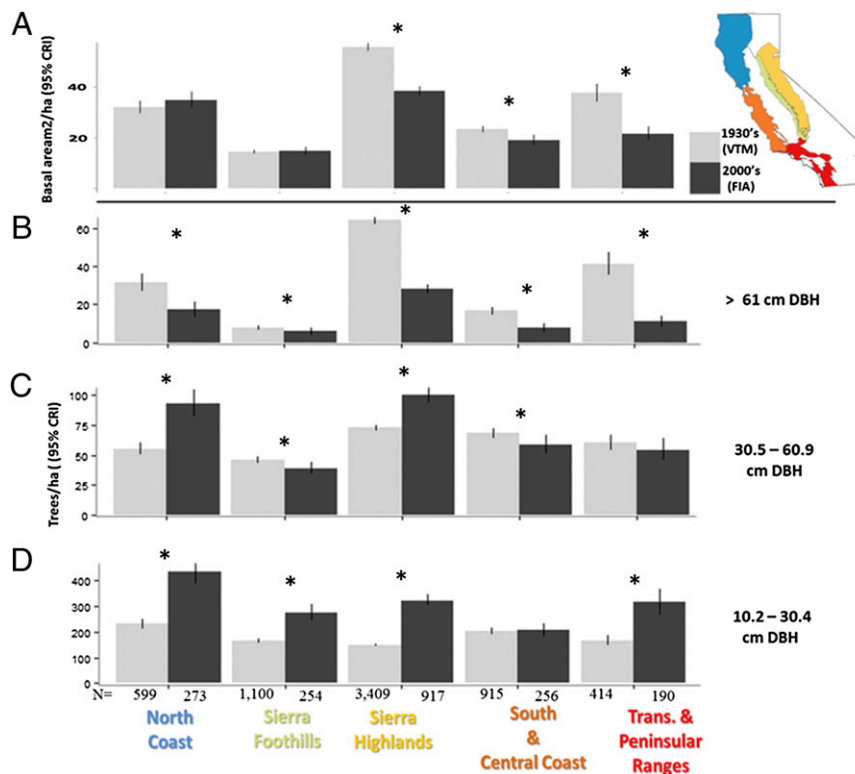 A
Basal aream2/ha (95% CRI)
40
20
*
*
*
1930's
(VTM)
2000's
(FIA)
B
60
40
20
0
*
*
*
*
*
> 61 cm DBH
C
Trees/ha ( (95% CRI)
100
75
50
25
0
*
*
*
*
30.5 – 60.9
cm DBH
D
400
300
200
100
0
*
*
*
*
10.2 – 30.4
cm DBH
N= 599 273 1,100 254 3,409 917 915 256 414 190
North
Coast
Sierra
Foothills
Sierra
Highlands
South
&
Central Coast
Trans. &
Peninsular
Ranges